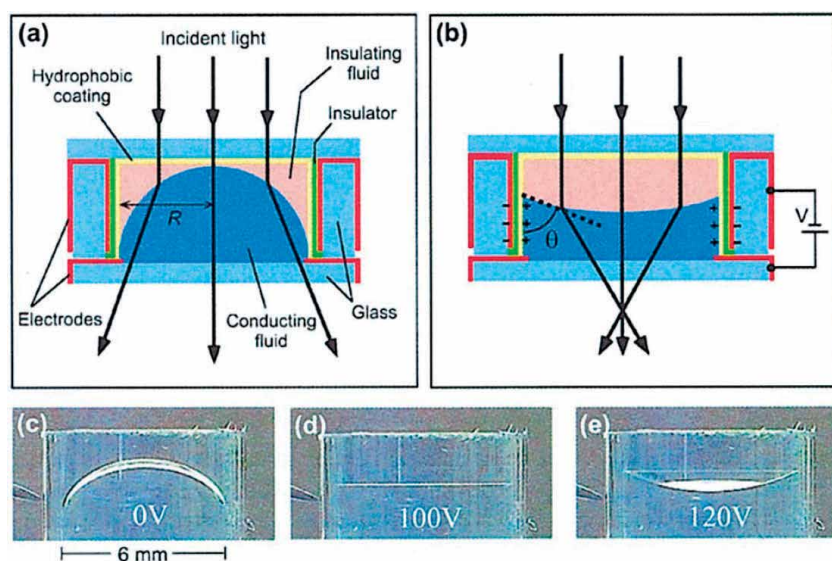 (a)
Incident light
Hydrophobic
coating
Insulating
fluid
Insulator
R
Electrodes
Conducting
fluid
Glass
(b)
+ -
+ -
+ -
θ
- +
- +
- +
V
(c)
0V
6 mm
(d)
100V
(e)
120V